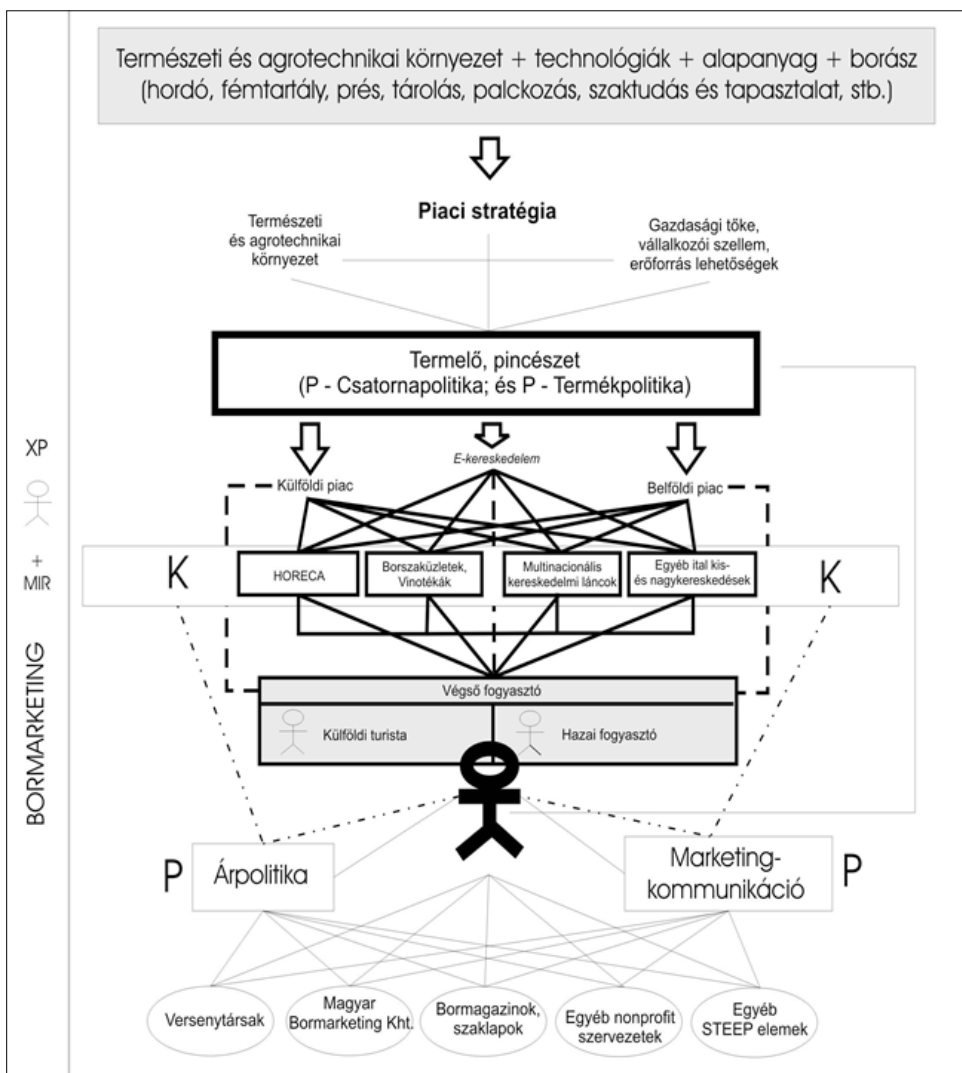 Természeti és agrotechnikai környezet + technológiák + alapanyag + borász
(hordó, fémtartály, prés, tárolás, palckozás, szaktudás és tapasztalat, stb.)
Piaci stratégia
Természeti
és agrotechnikai
környezet
Gazdasági tőke,
vállalkozói szellem,
erőforrás lehetőségek
Termelő, pincészet
(P - Csatornapolitika; és P - Termékpolitika)
E-kereskedelem
Külföldi piac
Belföldi piac
XP
+
MIR
BORMARKETING
K
HORECA
Borszaküzletek,
Vinotékák
Multinacionális
kereskedelmi láncok
Egyéb ital kis-
és nagykereskedések
K
Végső fogyasztó
Külföldi turista
Hazai fogyasztó
P
Árpolitika
Marketing-
kommunikáció
P
Versenytársak
Magyar
Bormarketing Kht.
Bormagazinok,
szaklapok
Egyéb nonprofit
szervezetek
Egyéb
STEEP elemek